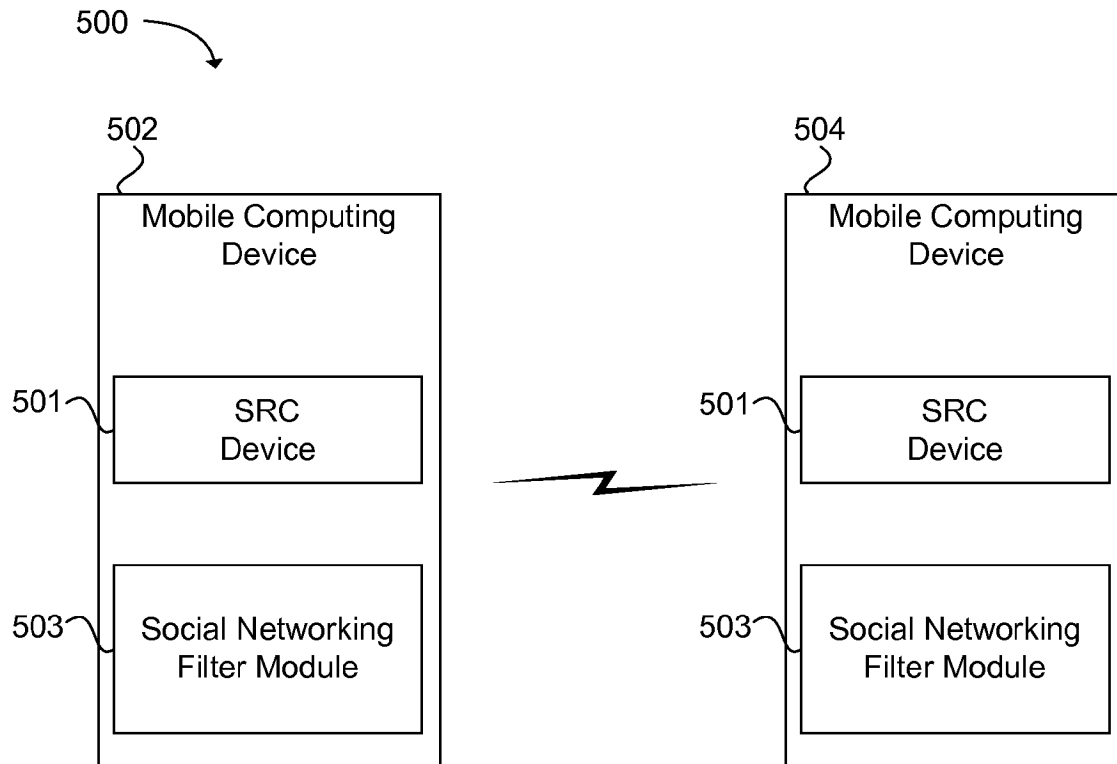 500
502
504
Mobile Computing
Device
Mobile Computing
Device
501
SRC
Device
501
SRC
Device
503
Social Networking
Filter Module
503
Social Networking
Filter Module